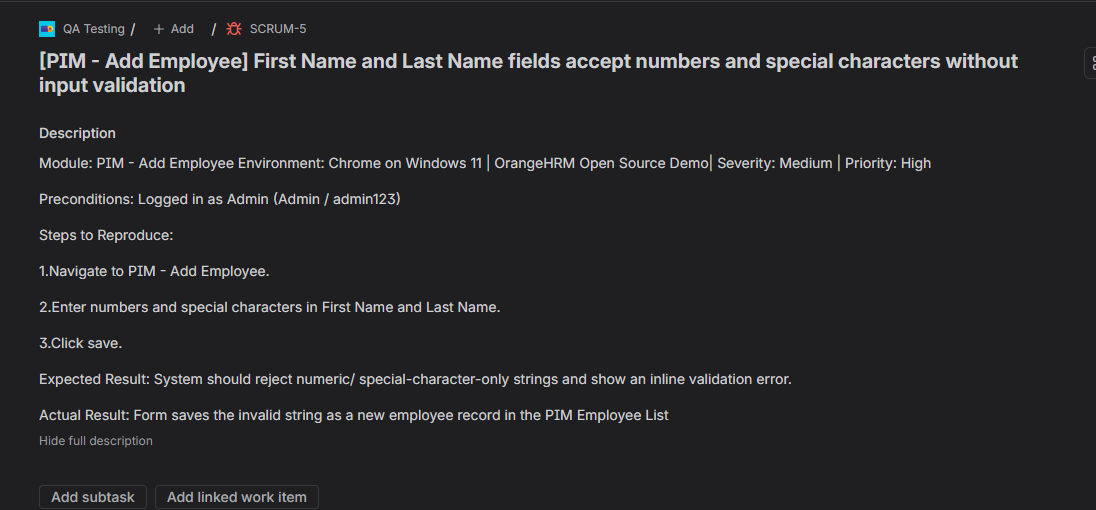 QA Testing / + Add / SCRUM-5
[PIM - Add Employee] First Name and Last Name fields accept numbers and special characters without
input validation
Description
Module: PIM - Add Employee Environment: Chrome on Windows 11 | OrangeHRM Open Source Demo| Severity: Medium | Priority: High
Preconditions: Logged in as Admin (Admin / admin123)
Steps to Reproduce:
1.Navigate to PIM - Add Employee.
2.Enter numbers and special characters in First Name and Last Name.
3.Click save.
Expected Result: System should reject numeric/ special-character-only strings and show an inline validation error.
Actual Result: Form saves the invalid string as a new employee record in the PIM Employee List
Hide full description
Add subtask Add linked work item